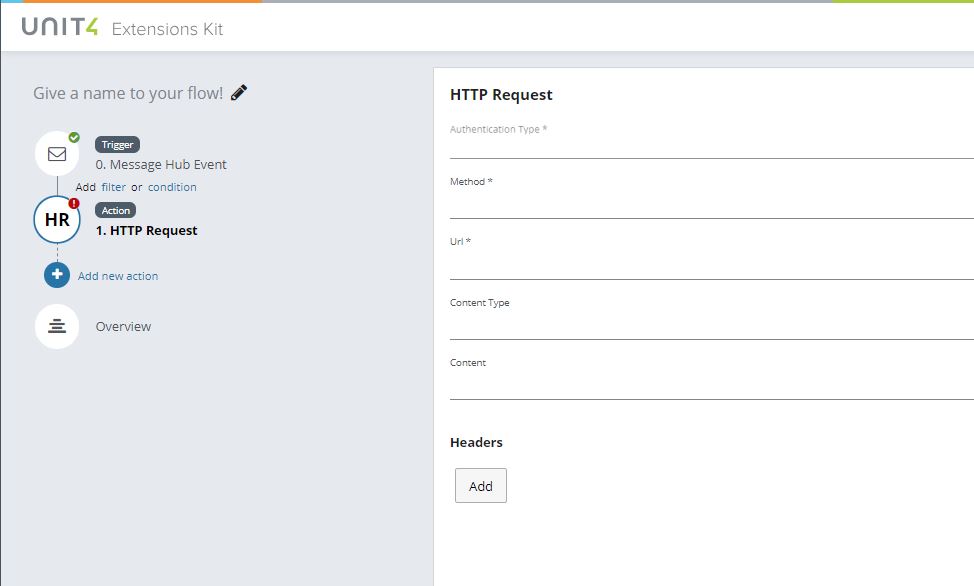 UNIT4 Extensions Kit
Give a name to your flow!
Trigger
0. Message Hub Event
Add filter or condition
HR
Action
1. HTTP Request
Add new action
Overview
HTTP Request
Authentication Type *
Method *
Url *
Content Type
Content
Headers
Add